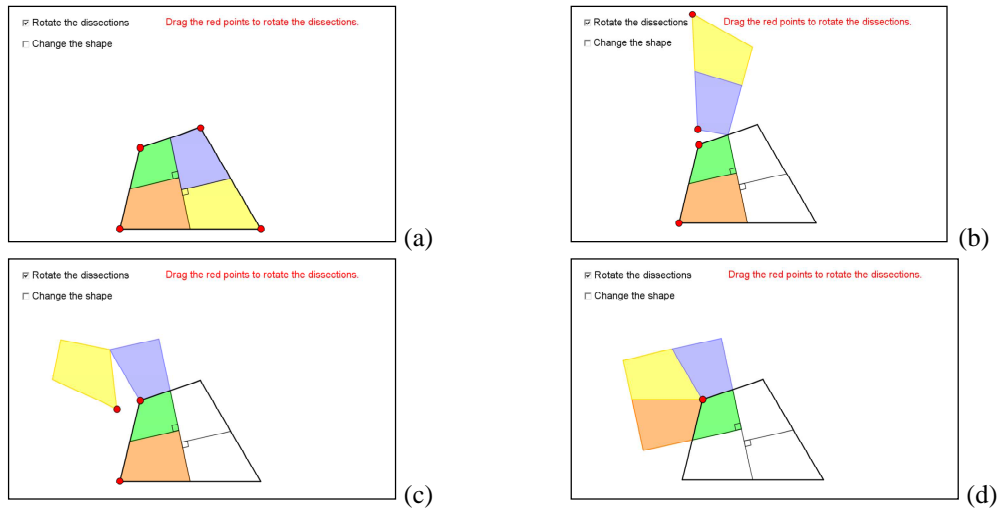 Rotate the dissections Drag the red points to rotate the dissections.
Change the shape
(a)
Rotate the dissections Drag the red points to rotate the dissections.
Change the shape
(b)
Rotate the dissections Drag the red points to rotate the dissections.
Change the shape
(c)
Rotate the dissections Drag the red points to rotate the dissections.
Change the shape
(d)